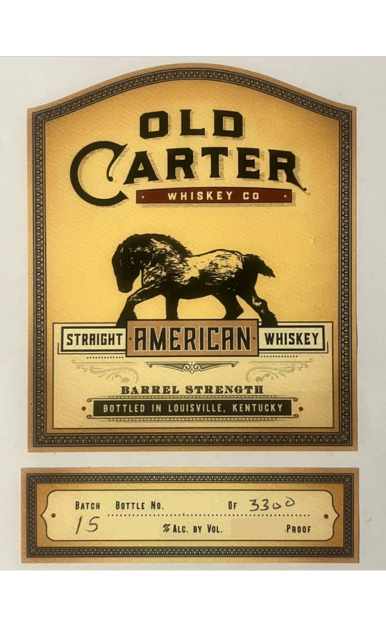 OLD
CARTER
WHISKEY CO
STRAIGHT AMERICAN WHISKEY
BARREL STRENGTH
BOTTLED IN LOUISVILLE, KENTUCKY
BATCH BOTTLE NO. OF 3300
15 % ALC. BY VOL. PROOF